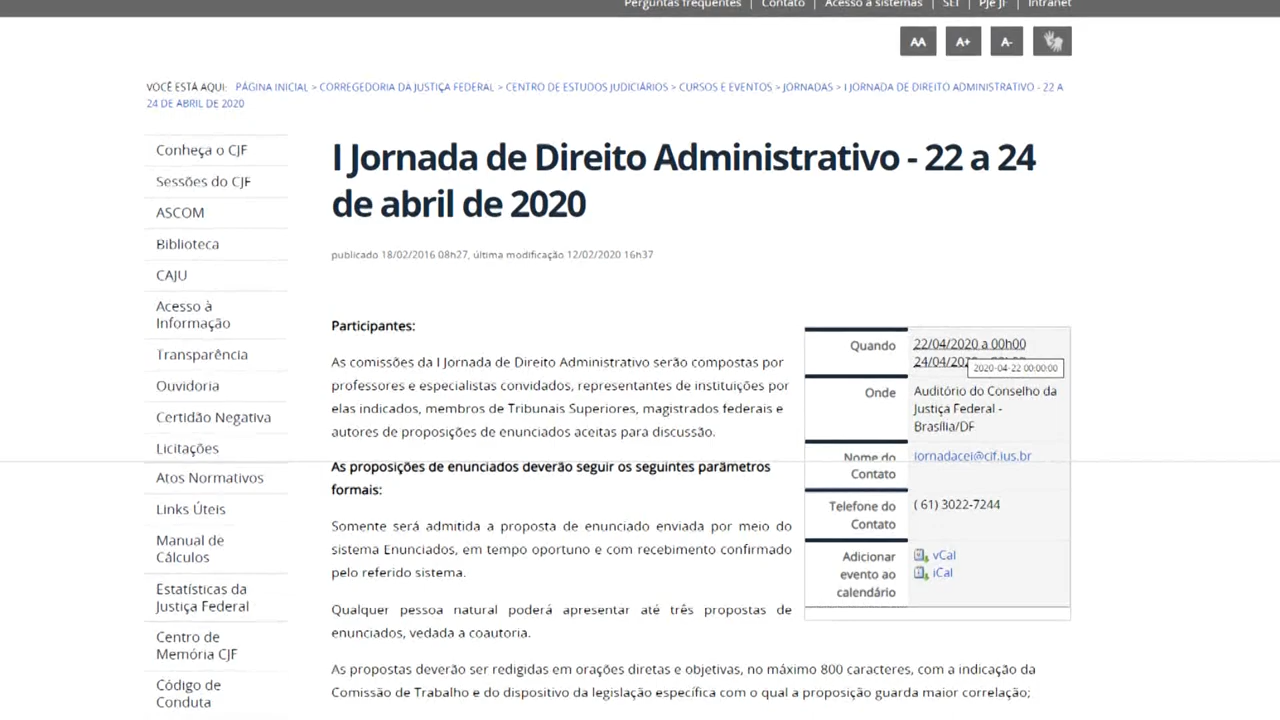 Perguntas frequentes | Contato | Acesso a sistemas | SEI | PJe JF | Intranet
AA A+ A-
VOCÊ ESTÁ AQUI: PÁGINA INICIAL > CORREGEDORIA DA JUSTIÇA FEDERAL > CENTRO DE ESTUDOS JUDICIÁRIOS > CURSOS E EVENTOS > JORNADAS > I JORNADA DE DIREITO ADMINISTRATIVO - 22 A
24 DE ABRIL DE 2020
Conheça o CJF
Sessões do CJF
ASCOM
Biblioteca
CAJU
Acesso à
Informação
Transparência
Ouvidoria
Certidão Negativa
Licitações
Atos Normativos
Links Úteis
Manual de
Cálculos
Estatísticas da
Justiça Federal
Centro de
Memória CJF
Código de
Conduta
I Jornada de Direito Administrativo - 22 a 24
de abril de 2020
publicado 18/02/2016 08h27, última modificação 12/02/2020 16h37
Participantes:
As comissões da I Jornada de Direito Administrativo serão compostas por
professores e especialistas convidados, representantes de instituições por
elas indicados, membros de Tribunais Superiores, magistrados federais e
autores de proposições de enunciados aceitas para discussão.
As proposições de enunciados deverão seguir os seguintes parâmetros
formais:
Somente será admitida a proposta de enunciado enviada por meio do
sistema Enunciados, em tempo oportuno e com recebimento confirmado
pelo referido sistema.
Qualquer pessoa natural poderá apresentar até três propostas de
enunciados, vedada a coautoria.
As propostas deverão ser redigidas em orações diretas e objetivas, no máximo 800 caracteres, com a indicação da
Comissão de Trabalho e do dispositivo da legislação específica com o qual a proposição guarda maior correlação;
Quando 22/04/2020 a 00h00
24/04/202
2020-04-22 00:00:00
Onde Auditório do Conselho da
Justiça Federal -
Brasília/DF
Nome do jornadacej@cjf.jus.br
Contato
Telefone do ( 61) 3022-7244
Contato
Adicionar vCal
evento ao iCal
calendário